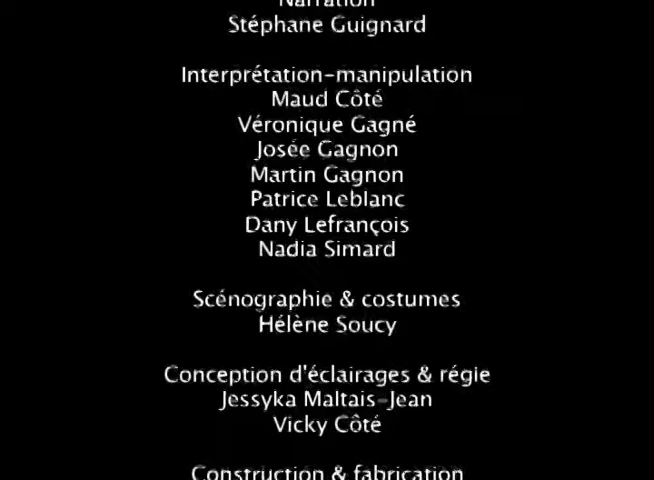 Narration
Stéphane Guignard
Interprétation-manipulation
Maud Côté
Véronique Gagné
Josée Gagnon
Martin Gagnon
Patrice Leblanc
Dany Lefrançois
Nadia Simard
Scénographie & costumes
Hélène Soucy
Conception d'éclairages & régie
Jessyka Maltais-Jean
Vicky Côté
Construction & fabrication